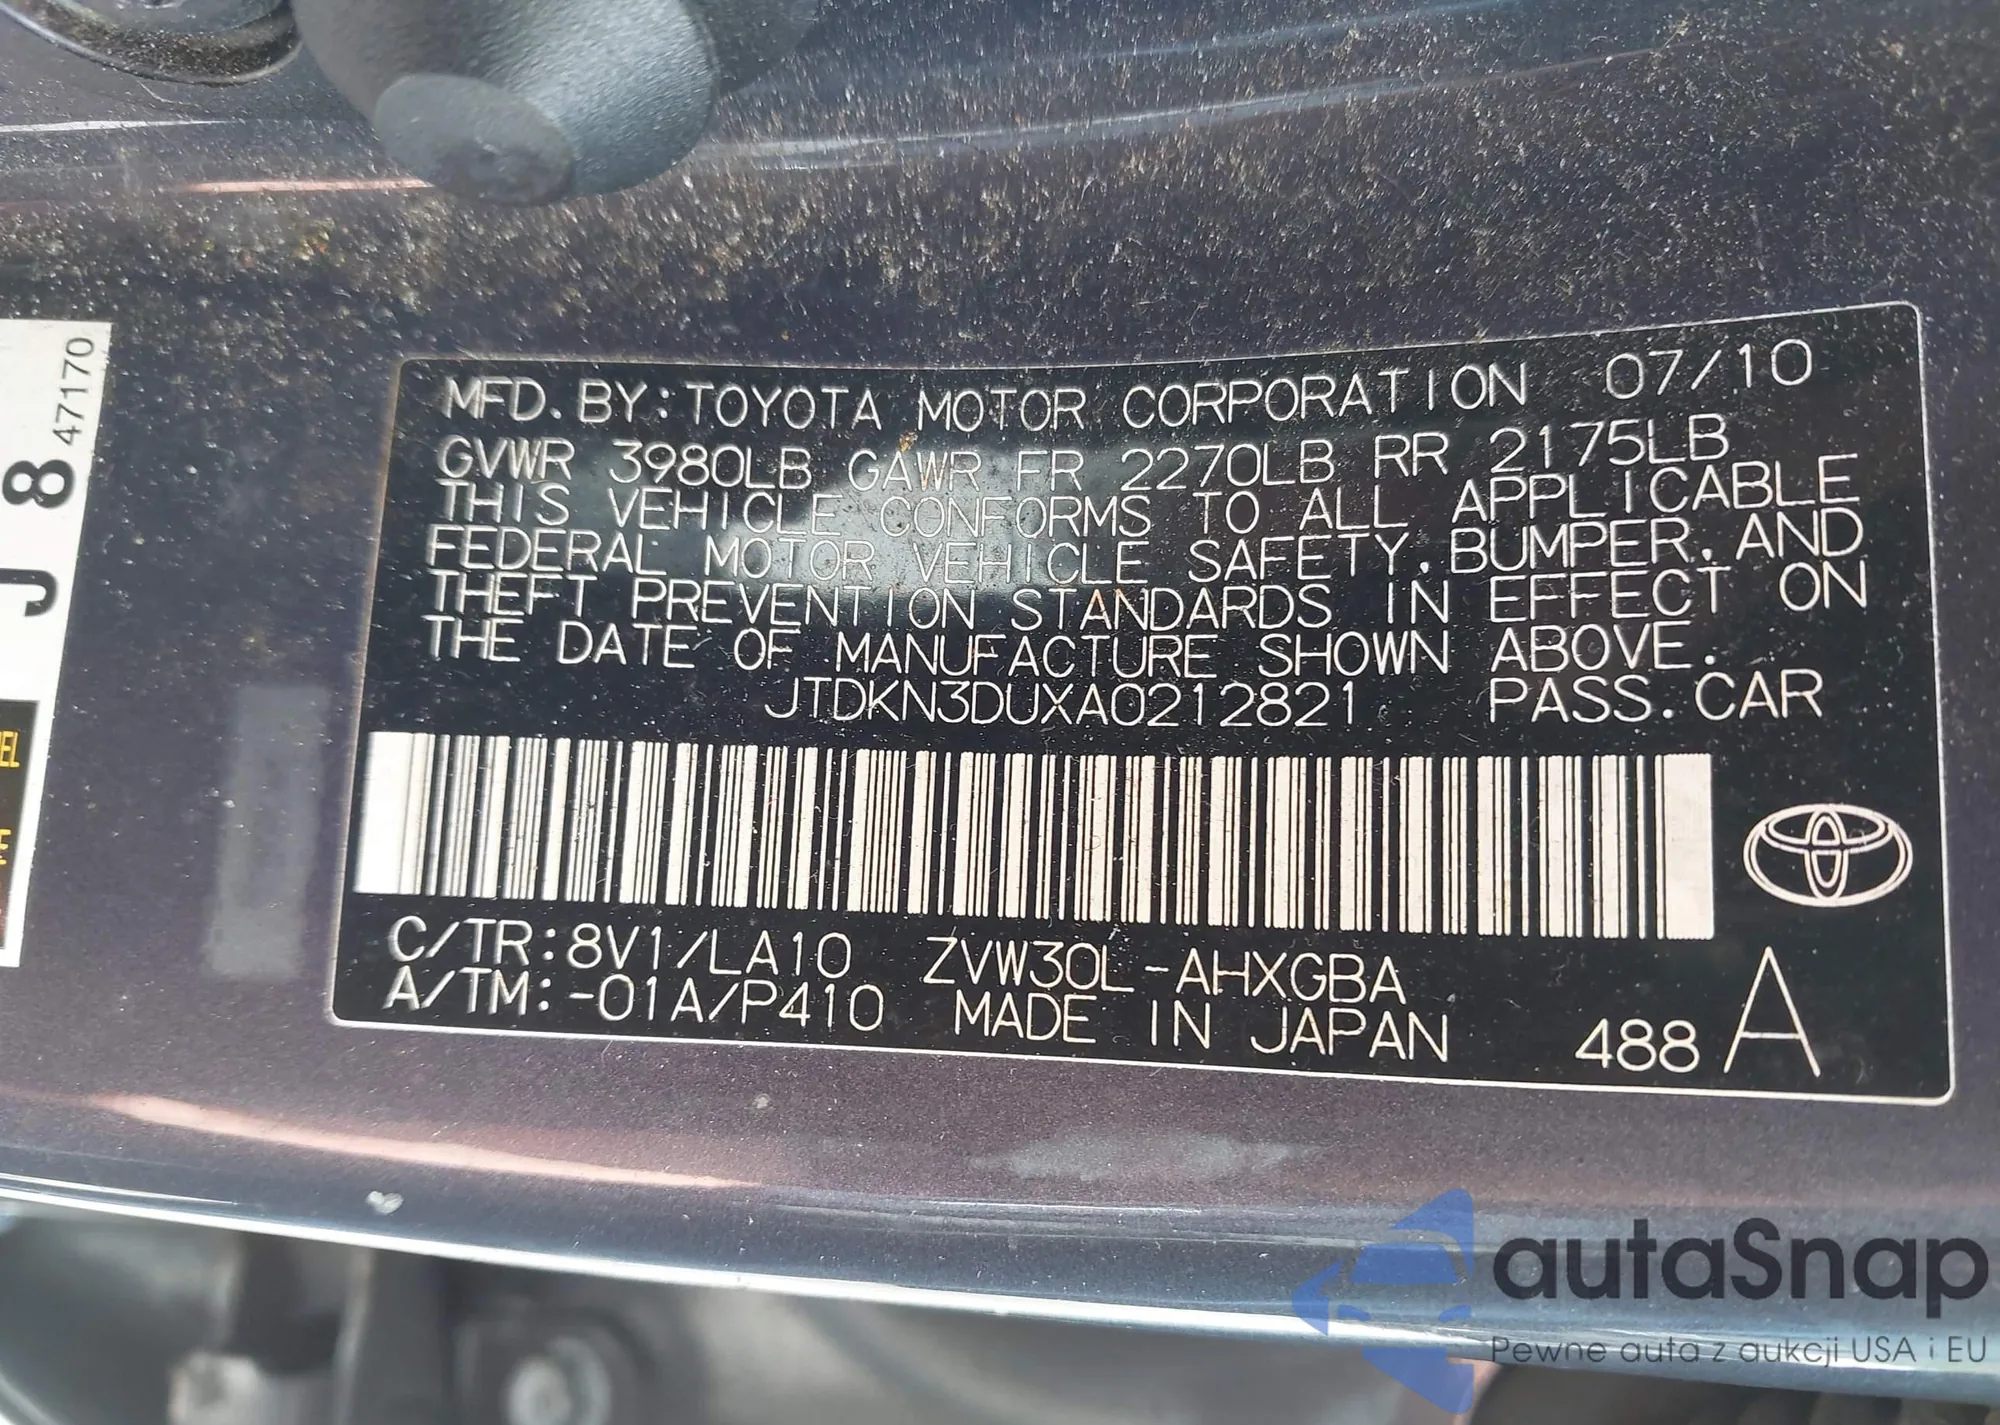 J 8 47170
EL
E
MFD. BY: TOYOTA MOTOR CORPORATION 07/10
GVWR 3980LB GAWR FR 2270LB RR 2175LB
THIS VEHICLE CONFORMS TO ALL APPLICABLE
FEDERAL MOTOR VEHICLE SAFETY, BUMPER, AND
THEFT PREVENTION STANDARDS IN EFFECT ON
THE DATE OF MANUFACTURE SHOWN ABOVE.
JTDKN3DUXA0212821 PASS. CAR
C/TR: 8V1/LA10 ZVW30L-AHXGBA
A/TM: -01A/P410 MADE IN JAPAN 488 A
autaSnap
Pewne auta z aukcji USA i EU